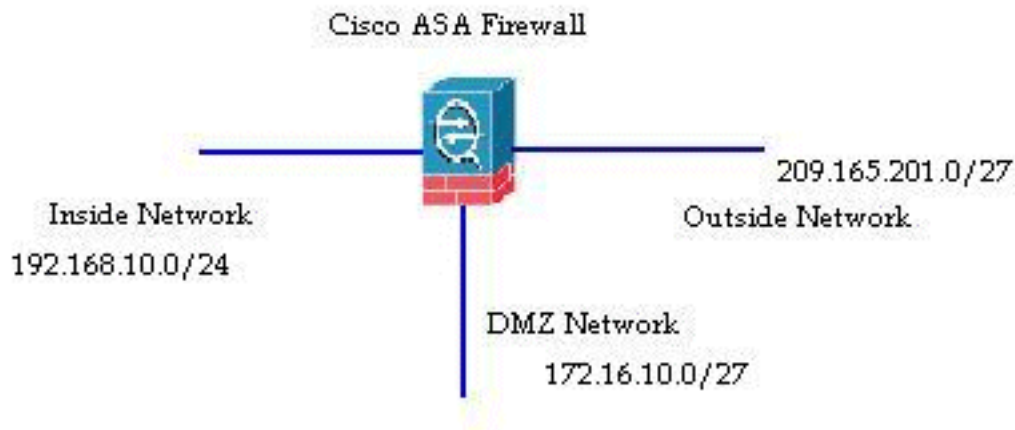 Cisco ASA Firewall
209.165.201.0/27
Inside Network
Outside Network
192.168.10.0/24
DMZ Network
172.16.10.0/27